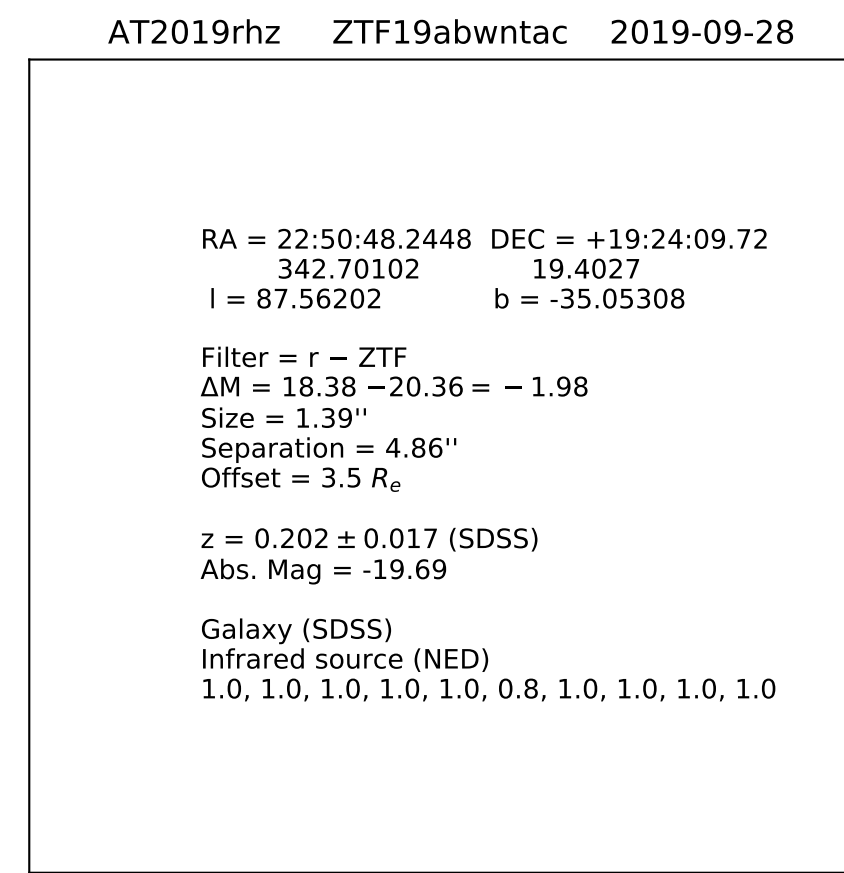 AT2019rhz ZTF19abwntac 2019-09-28
RA = 22:50:48.2448 DEC = +19:24:09.72
342.70102 19.4027
l = 87.56202 b = -35.05308
Filter = r − ZTF
ΔM = 18.38 −20.36 = − 1.98
Size = 1.39''
Separation = 4.86''
Offset = 3.5 Re
z = 0.202 ± 0.017 (SDSS)
Abs. Mag = -19.69
Galaxy (SDSS)
Infrared source (NED)
1.0, 1.0, 1.0, 1.0, 1.0, 0.8, 1.0, 1.0, 1.0, 1.0